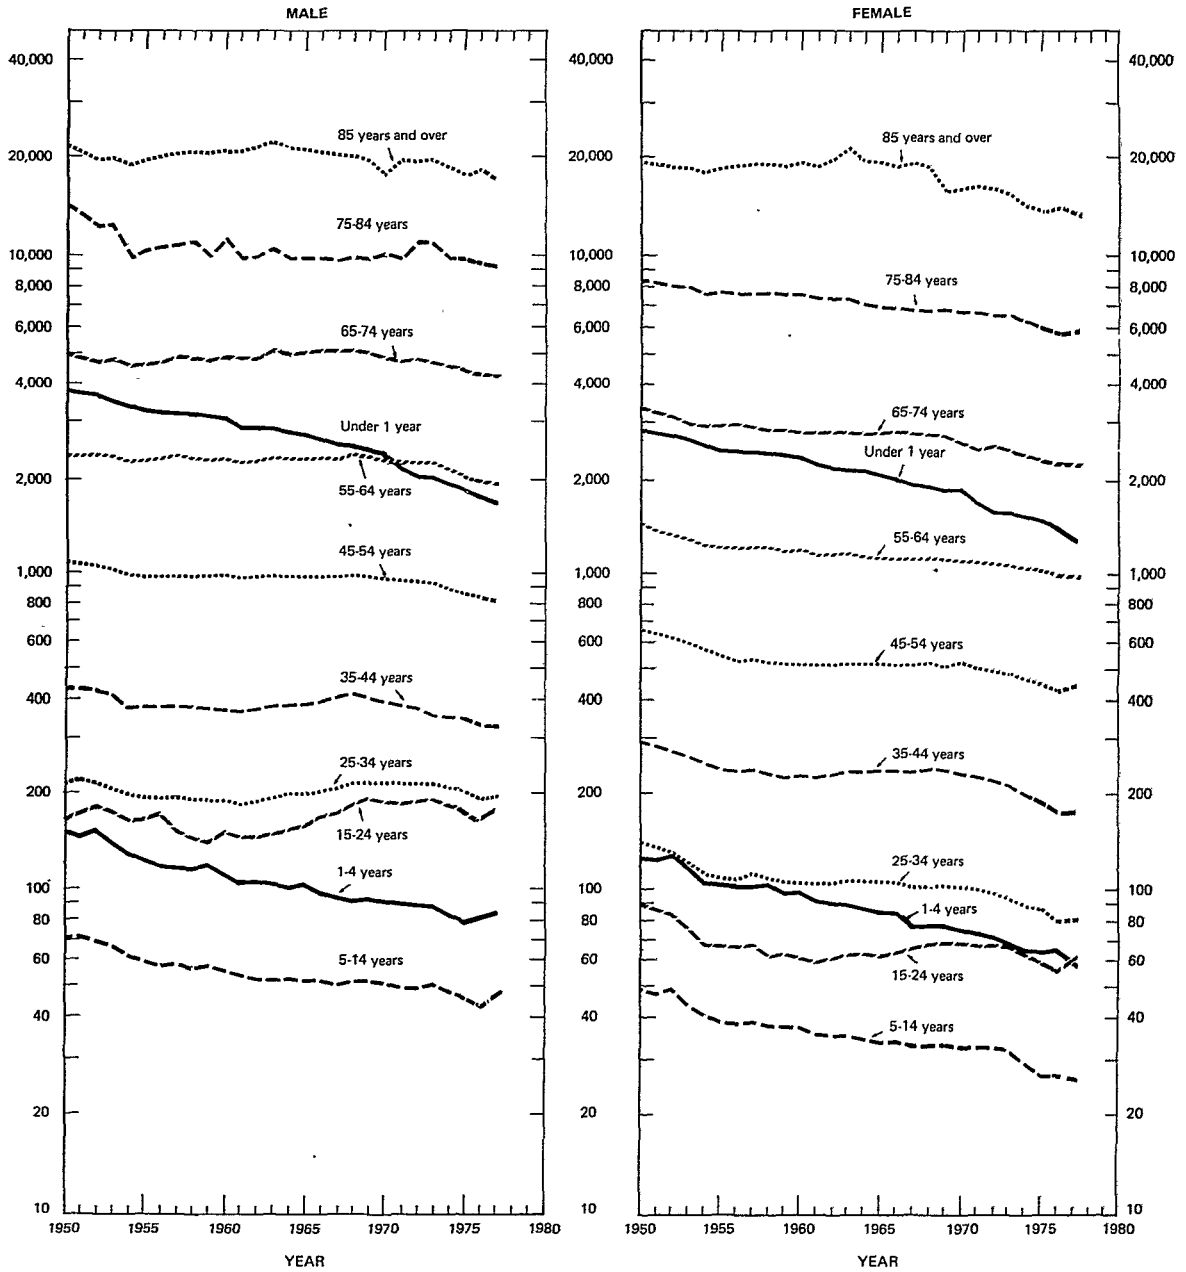 MALE
40,000
20,000
10,000
8,000
6,000
4,000
2,000
1,000
800
600
400
200
100
80
60
40
20
10
85 years and over
75-84 years
65-74 years
Under 1 year
55-64 years
45-54 years
35-44 years
25-34 years
15-24 years
1-4 years
5-14 years
1950
1955
1960
1965
1970
1975
1980
YEAR
40,000
20,000
10,000
8,000
6,000
4,000
2,000
1,000
800
600
400
200
100
80
60
40
20
10
FEMALE
85 years and over
75-84 years
65-74 years
Under 1 year
55-64 years
45-54 years
35-44 years
25-34 years
1-4 years
15-24 years
5-14 years
40,000
20,000
10,000
8,000
6,000
4,000
2,000
1,000
800
600
400
200
100
80
60
40
20
10
1950
1955
1960
1965
1970
1975
1980
YEAR